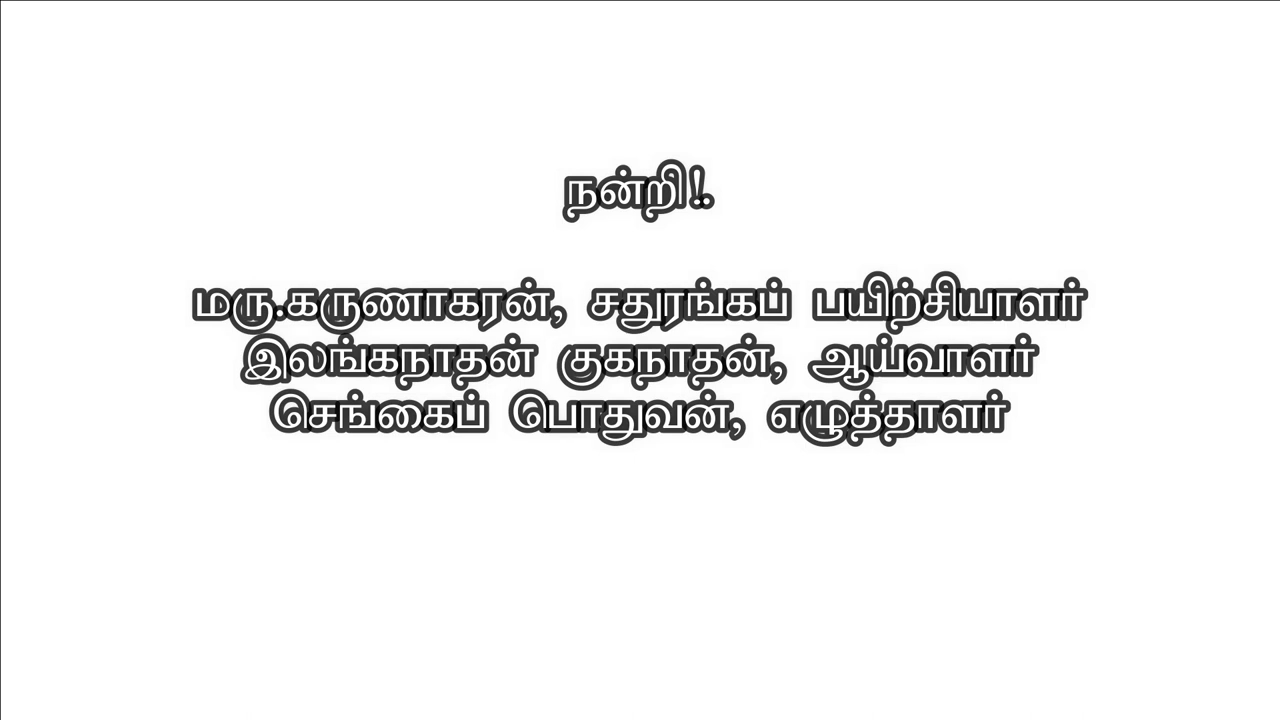 நன்றி!
மரு.கருணாகரன், சதுரங்கப் பயிற்சியாளர்
இலங்கநாதன் குகநாதன், ஆய்வாளர்
செங்கைப் பொதுவன், எழுத்தாளர்